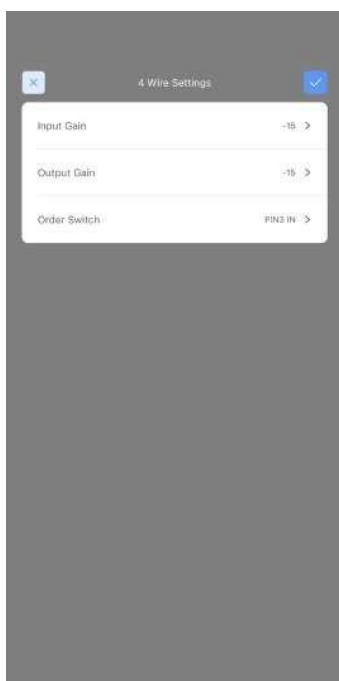 4 Wire Settings
Input Gain -15
Output Gain -15
Order Switch PIN3 IN